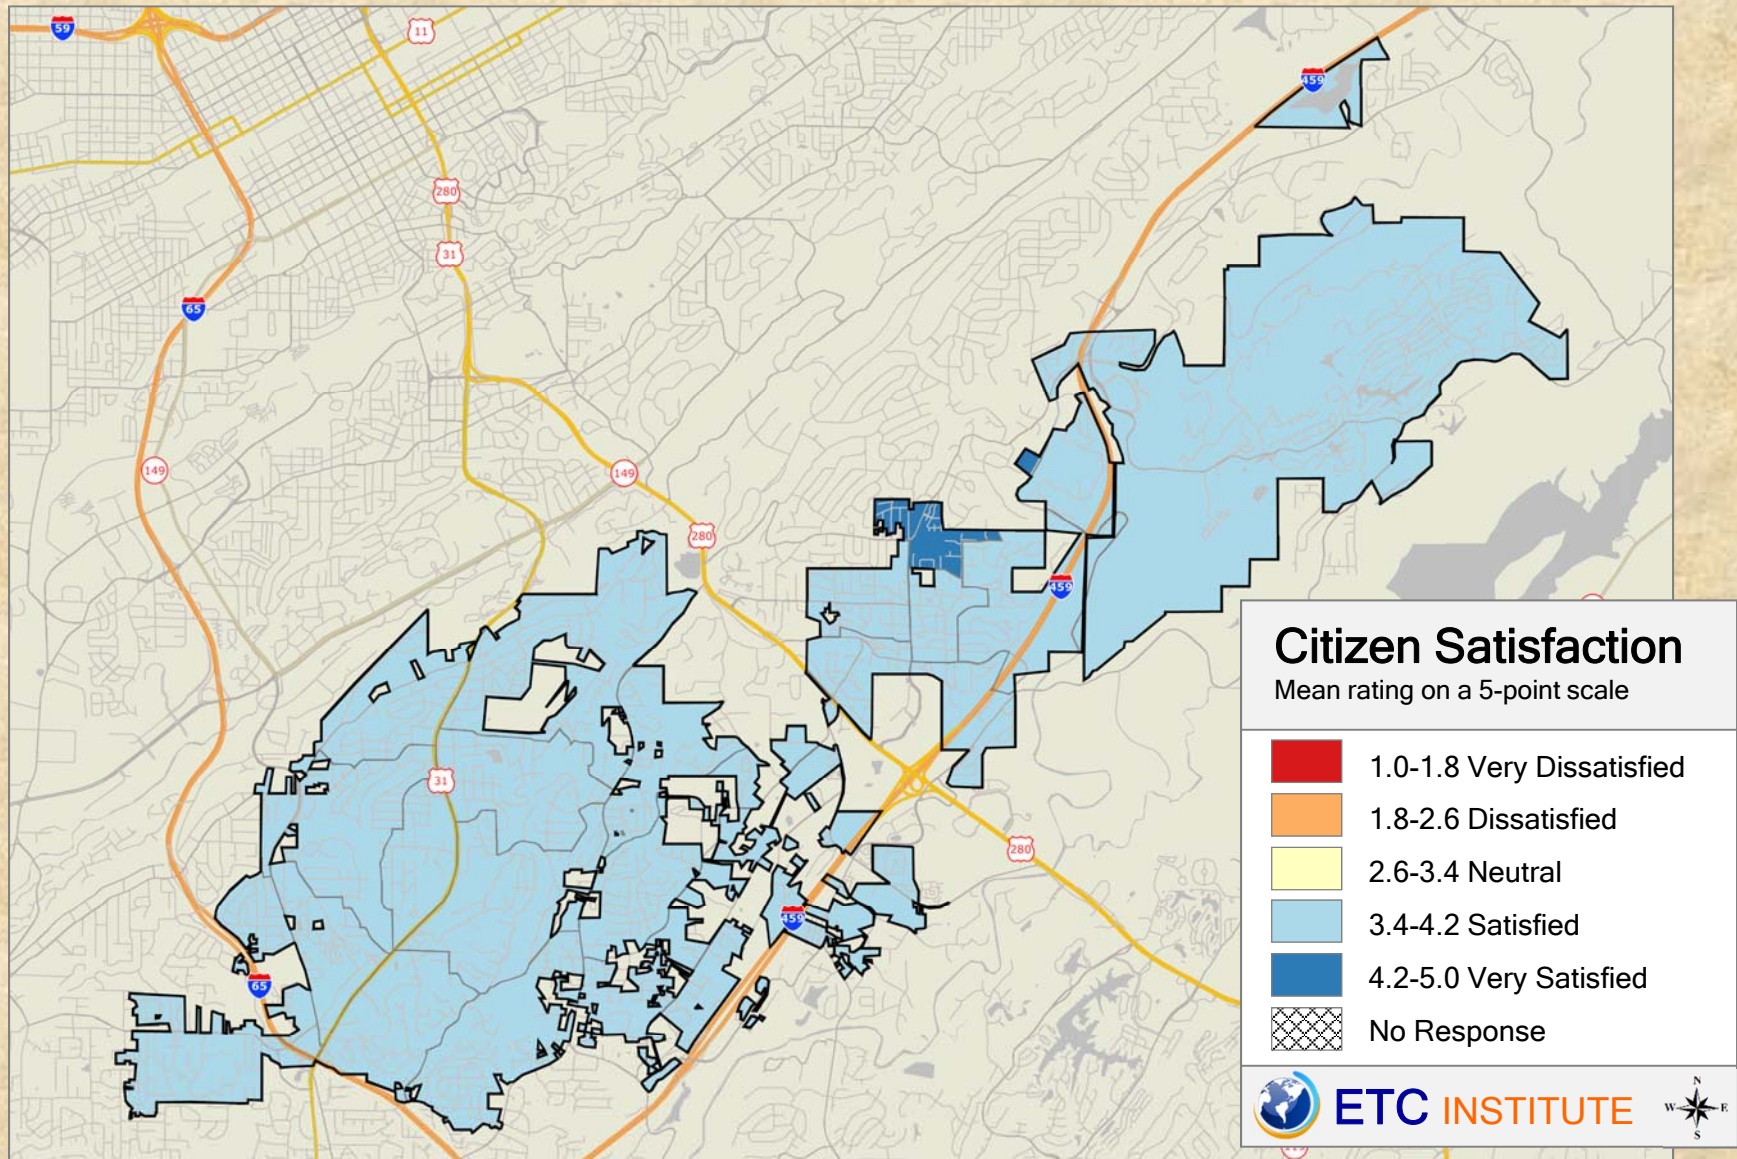 59
11
459
280
31
65
149
149
280
459
31
280
459
65
Citizen Satisfaction
Mean rating on a 5-point scale
1.0-1.8 Very Dissatisfied
1.8-2.6 Dissatisfied
2.6-3.4 Neutral
3.4-4.2 Satisfied
4.2-5.0 Very Satisfied
No Response
ETC INSTITUTE
N
W E
S